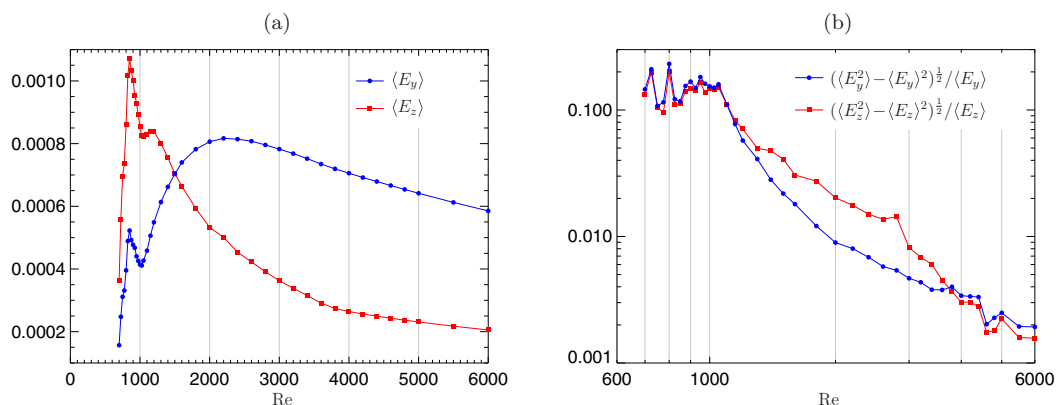 (a)
0.0010
0.0008
0.0006
0.0004
0.0002
0 1000 2000 3000 4000 5000 6000
Re
⟨E_y⟩
⟨E_z⟩
(b)
0.100
0.010
0.001
600 1000 6000
Re
(⟨E_y^2⟩−⟨E_y⟩^2)^{1/2}/⟨E_y⟩
(⟨E_z^2⟩−⟨E_z⟩^2)^{1/2}/⟨E_z⟩